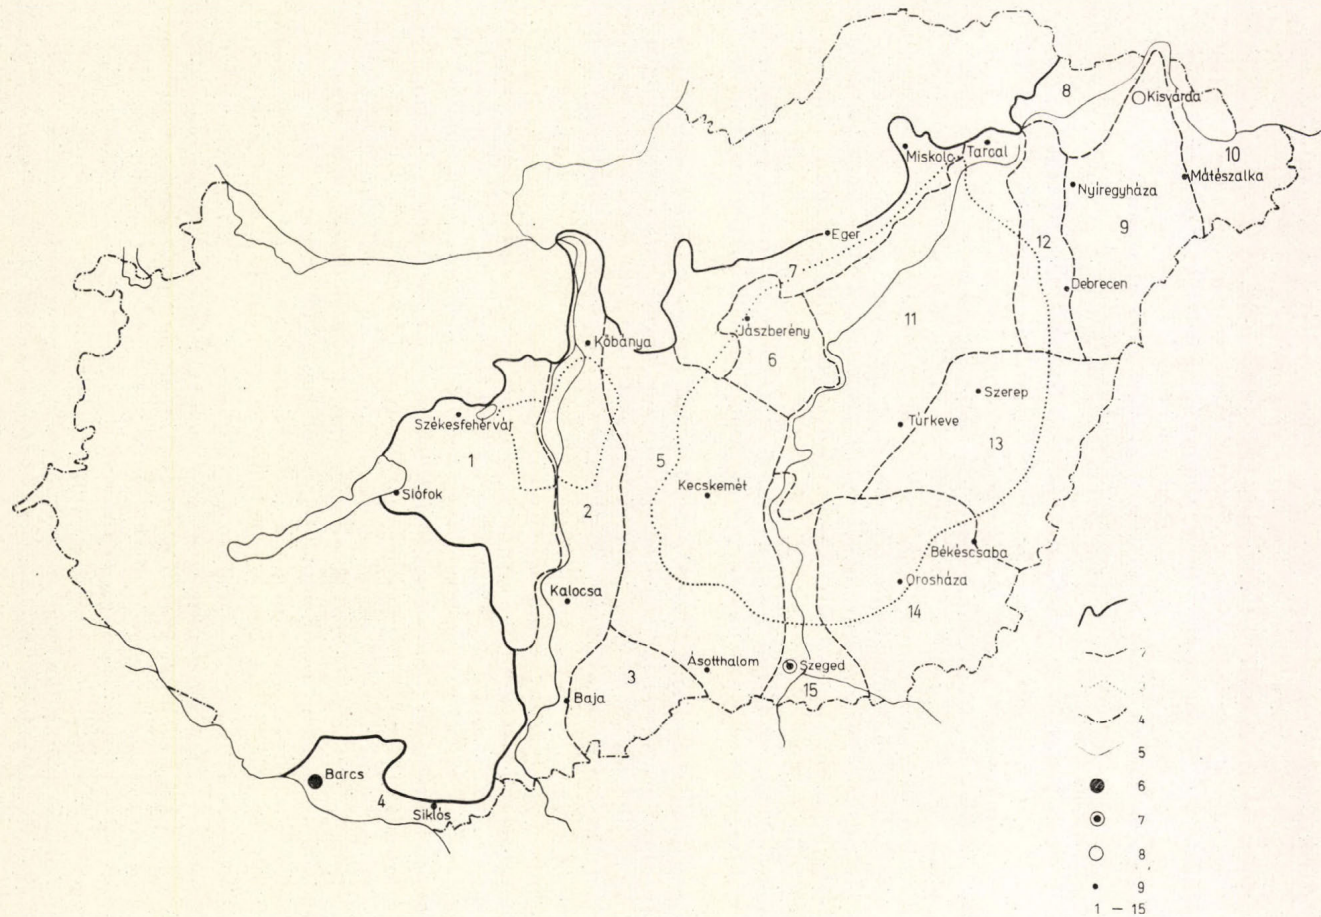 8
Kisvárda
10
Miskolc
Tarcal
Mátészalka
Nyíregyháza
9
Eger
12
7
Debrecen
11
Jászberény
Kőbánya
6
Szerep
Székesfehérvár
Túrkeve
13
1
5
Kecskemét
Siófok
2
Békéscsaba
Orosháza
Kalocsa
14
Ásotthalom
Szeged
3
15
Baja
Barcs
4
Siklós
4
5
6
7
8
9
1 – 15